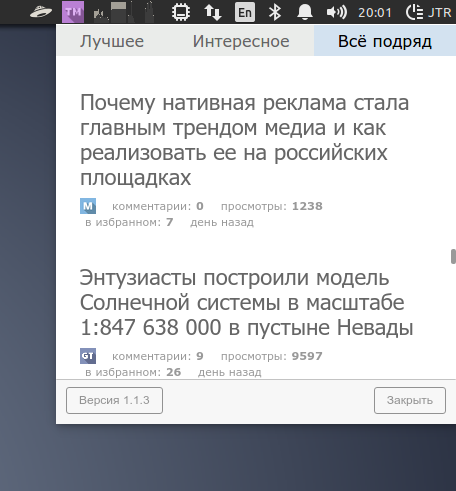 TM En 20:01 JTR
Лучшее Интересное Всё подряд
Почему нативная реклама стала
главным трендом медиа и как
реализовать ее на российских
площадках
M комментарии: 0 просмотры: 1238
в избранном: 7 день назад
Энтузиасты построили модель
Солнечной системы в масштабе
1:847 638 000 в пустыне Невады
GT комментарии: 9 просмотры: 9597
в избранном: 26 день назад
Версия 1.1.3 Закрыть